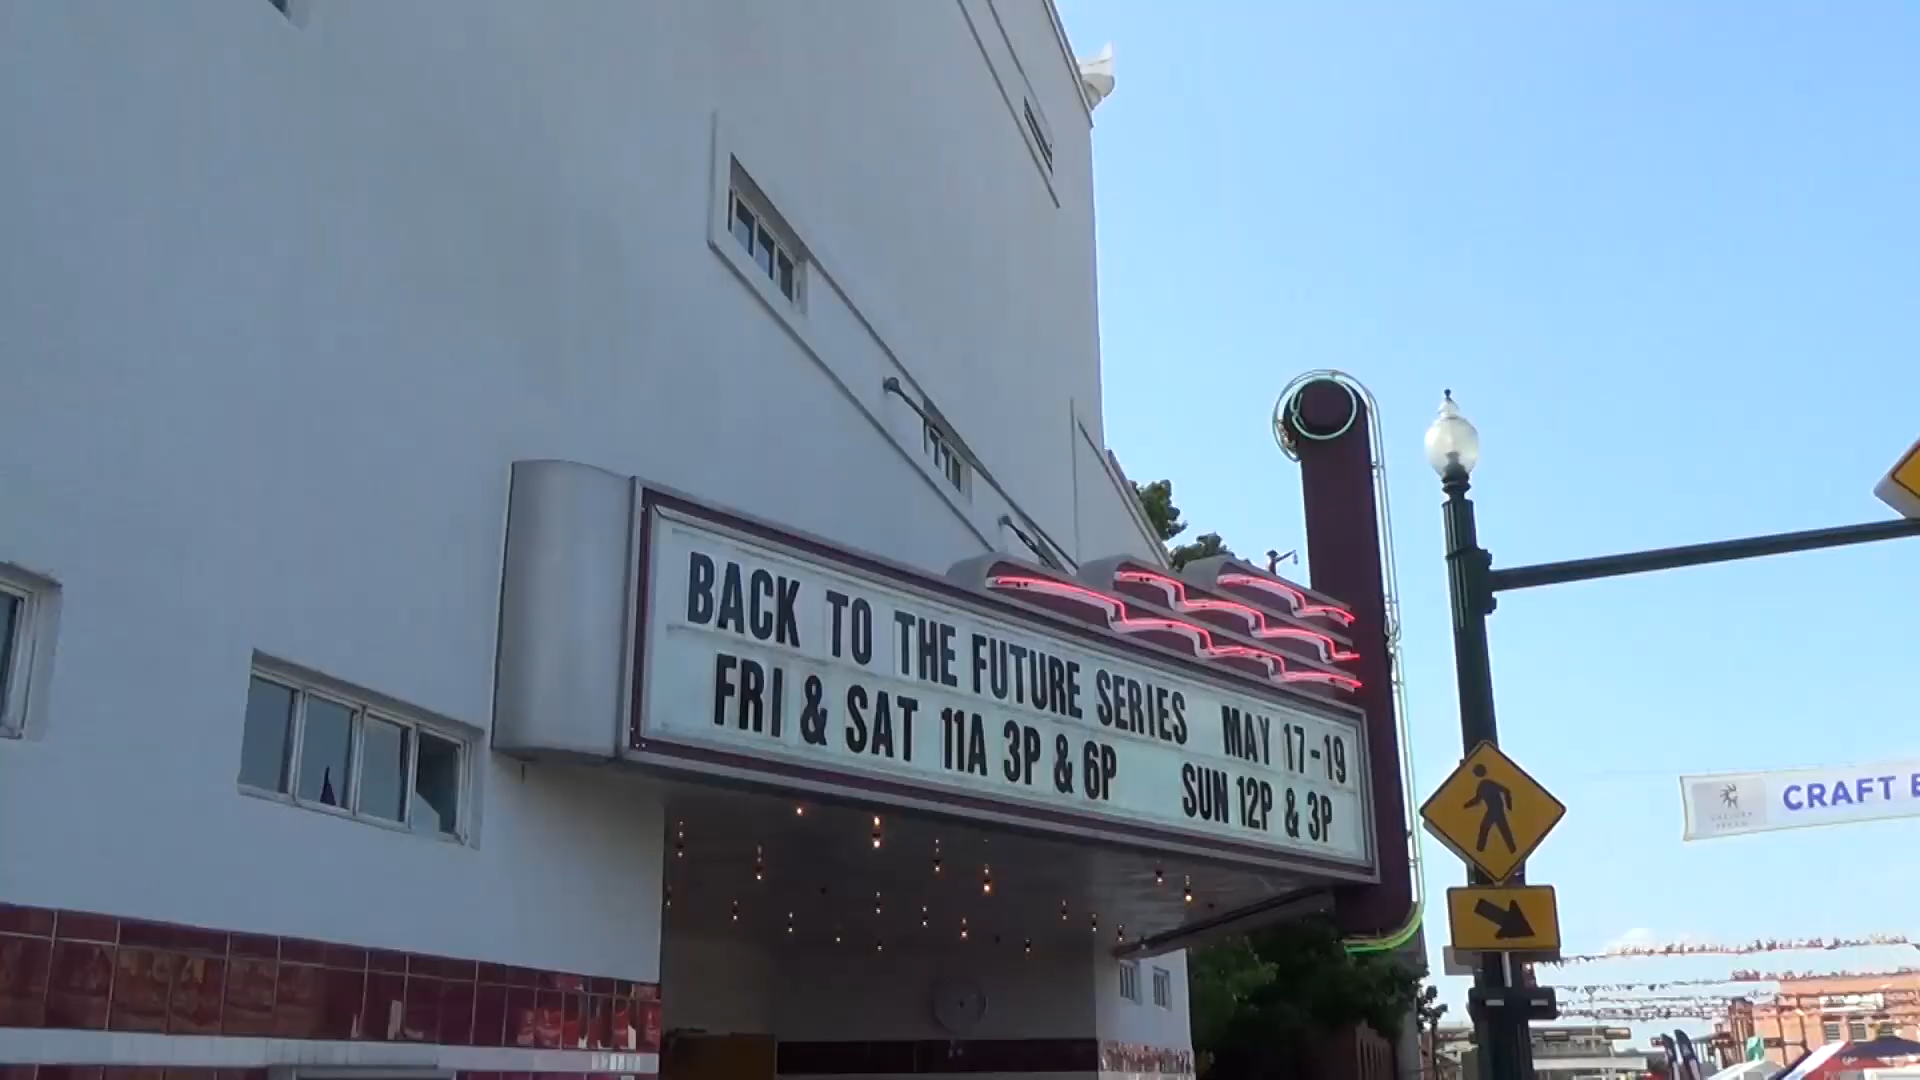 BACK TO THE FUTURE SERIES MAY 17-19
FRI & SAT 11A 3P & 6P SUN 12P & 3P
CRAFT